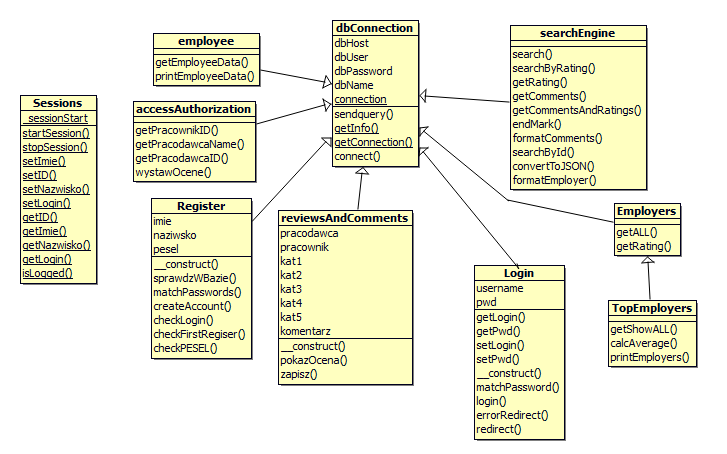 Sessions
sessionStart
startSession()
stopSession()
setImie()
setID()
setNazwisko()
setLogin()
getID()
getImie()
getNazwisko()
getLogin()
isLogged()
employee
getEmployeeData()
printEmployeeData()
accessAuthorization
getPracownikID()
getPracodawcaName()
getPracodawcaID()
wystawOcene()
Register
imie
naziwsko
pesel
__construct()
sprawdzWBazie()
matchPasswords()
createAccount()
checkLogin()
checkFirstRegiser()
checkPESEL()
dbConnection
dbHost
dbUser
dbPassword
dbName
connection
sendquery()
getInfo()
getConnection()
connect()
reviewsAndComments
pracodawca
pracownik
kat1
kat2
kat3
kat4
kat5
komentarz
__construct()
pokazOcena()
zapisz()
searchEngine
search()
searchByRating()
getRating()
getComments()
getCommentsAndRatings()
endMark()
formatComments()
searchById()
convertToJSON()
formatEmployer()
Login
username
pwd
getLogin()
getPwd()
setLogin()
setPwd()
__construct()
matchPassword()
login()
errorRedirect()
redirect()
Employers
getALL()
getRating()
TopEmployers
getShowALL()
calcAverage()
printEmployers()